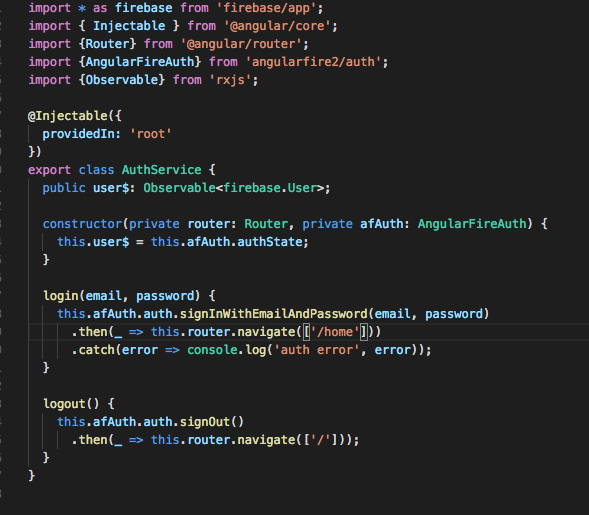 import * as firebase from 'firebase/app';
import { Injectable } from '@angular/core';
import {Router} from '@angular/router';
import {AngularFireAuth} from 'angularfire2/auth';
import {Observable} from 'rxjs';
@Injectable({
providedIn: 'root'
})
export class AuthService {
public user$: Observable<firebase.User>;
constructor(private router: Router, private afAuth: AngularFireAuth) {
this.user$ = this.afAuth.authState;
}
login(email, password) {
this.afAuth.auth.signInWithEmailAndPassword(email, password)
.then(_ => this.router.navigate(['/home']))
.catch(error => console.log('auth error', error));
}
logout() {
this.afAuth.auth.signOut()
.then(_ => this.router.navigate(['/']));
}
}